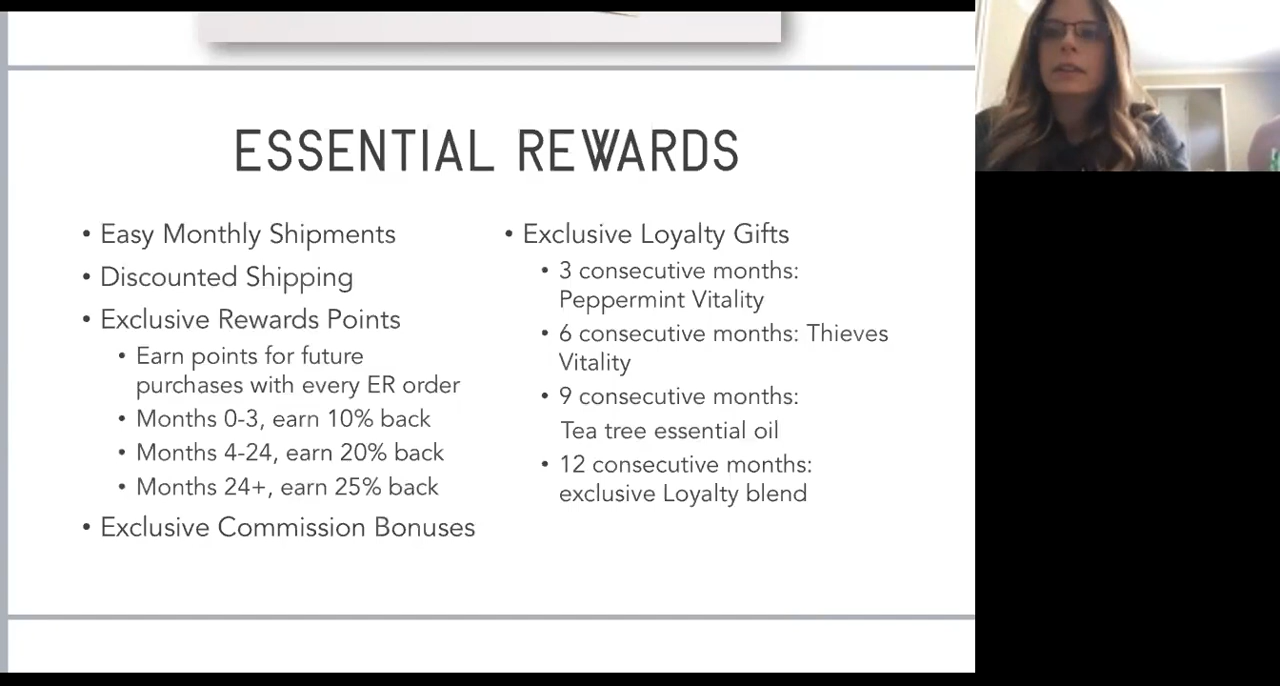 ESSENTIAL REWARDS
• Easy Monthly Shipments
• Discounted Shipping
• Exclusive Rewards Points
• Earn points for future
purchases with every ER order
• Months 0-3, earn 10% back
• Months 4-24, earn 20% back
• Months 24+, earn 25% back
• Exclusive Commission Bonuses
• Exclusive Loyalty Gifts
• 3 consecutive months:
Peppermint Vitality
• 6 consecutive months: Thieves
Vitality
• 9 consecutive months:
Tea tree essential oil
• 12 consecutive months:
exclusive Loyalty blend